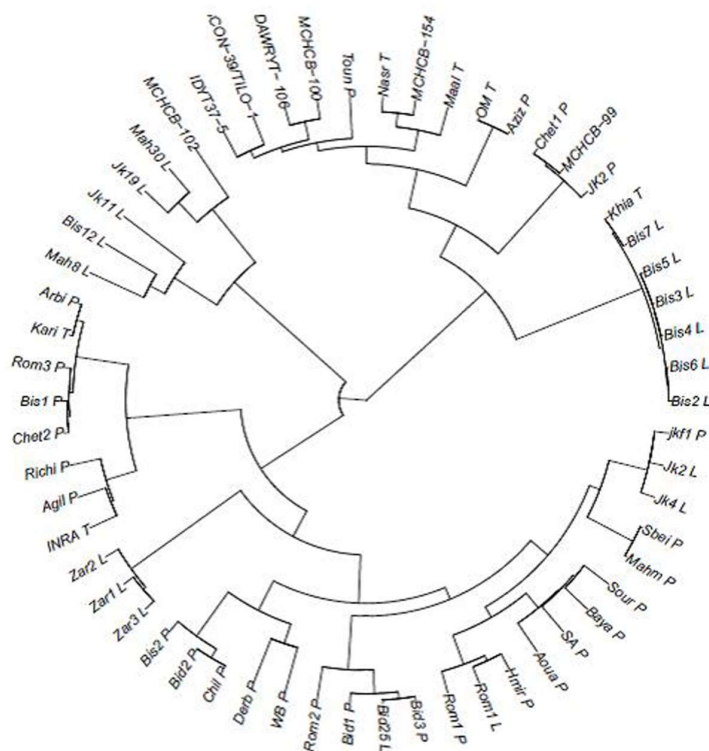 CON-39/TILO-1
DAWRYT- 106
MCHCB-100
Toun P
Nasr T
MCHCB-154
Maal T
OM T
Aziz P
Chet1 P
MCHCB-99
JK2 P
Khia T
Bis7 L
Bis5 L
Bis3 L
Bis4 L
Bis6 L
Bis2 L
jkf1 P
Jk2 L
Jk4 L
Sbei P
Mahm P
Sour P
Baya P
SA P
Aoua P
Hmir P
Rom1 L
Rom1 P
Bid3 P
Bid25 L
Bid1 P
Rom2 P
WB P
Derb P
Chil P
Bid2 P
Bis2 P
Zar3 L
Zar1 L
Zar2 L
INRA T
Agil P
Richi P
Chet2 P
Bis1 P
Rom3 P
Kari T
Arbi P
Mah8 L
Bis12 L
Jk11 L
Jk19 L
Mah30 L
MCHCB-102
IDYT37-5